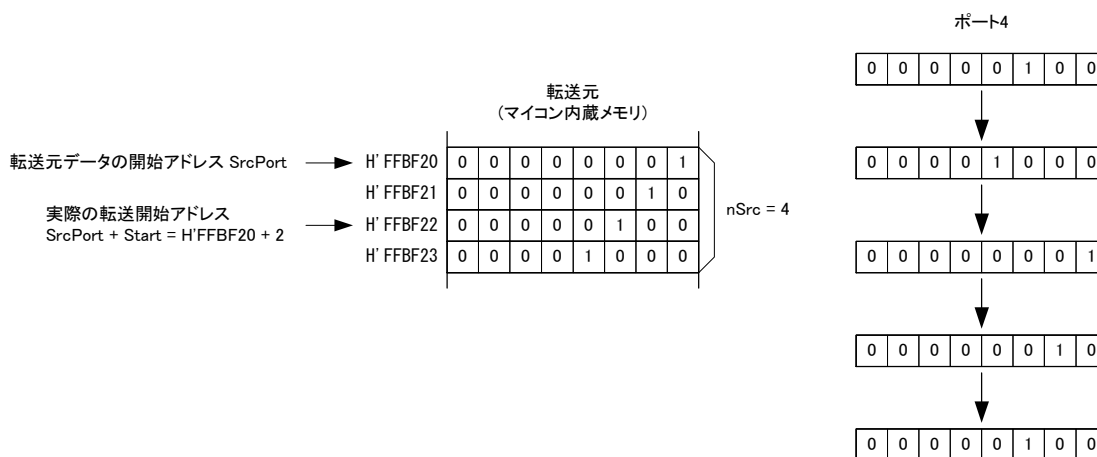 ポート4
0 0 0 0 0 1 0 0
転送元
(マイコン内蔵メモリ)
転送元データの開始アドレス SrcPort
H' FFBF20 0 0 0 0 0 0 0 1
0 0 0 0 1 0 0 0
H' FFBF21 0 0 0 0 0 0 1 0
実際の転送開始アドレス
SrcPort + Start = H'FFBF20 + 2
H' FFBF22 0 0 0 0 0 1 0 0
nSrc = 4
H' FFBF23 0 0 0 0 1 0 0 0
0 0 0 0 0 0 0 1
0 0 0 0 0 0 1 0
0 0 0 0 0 1 0 0